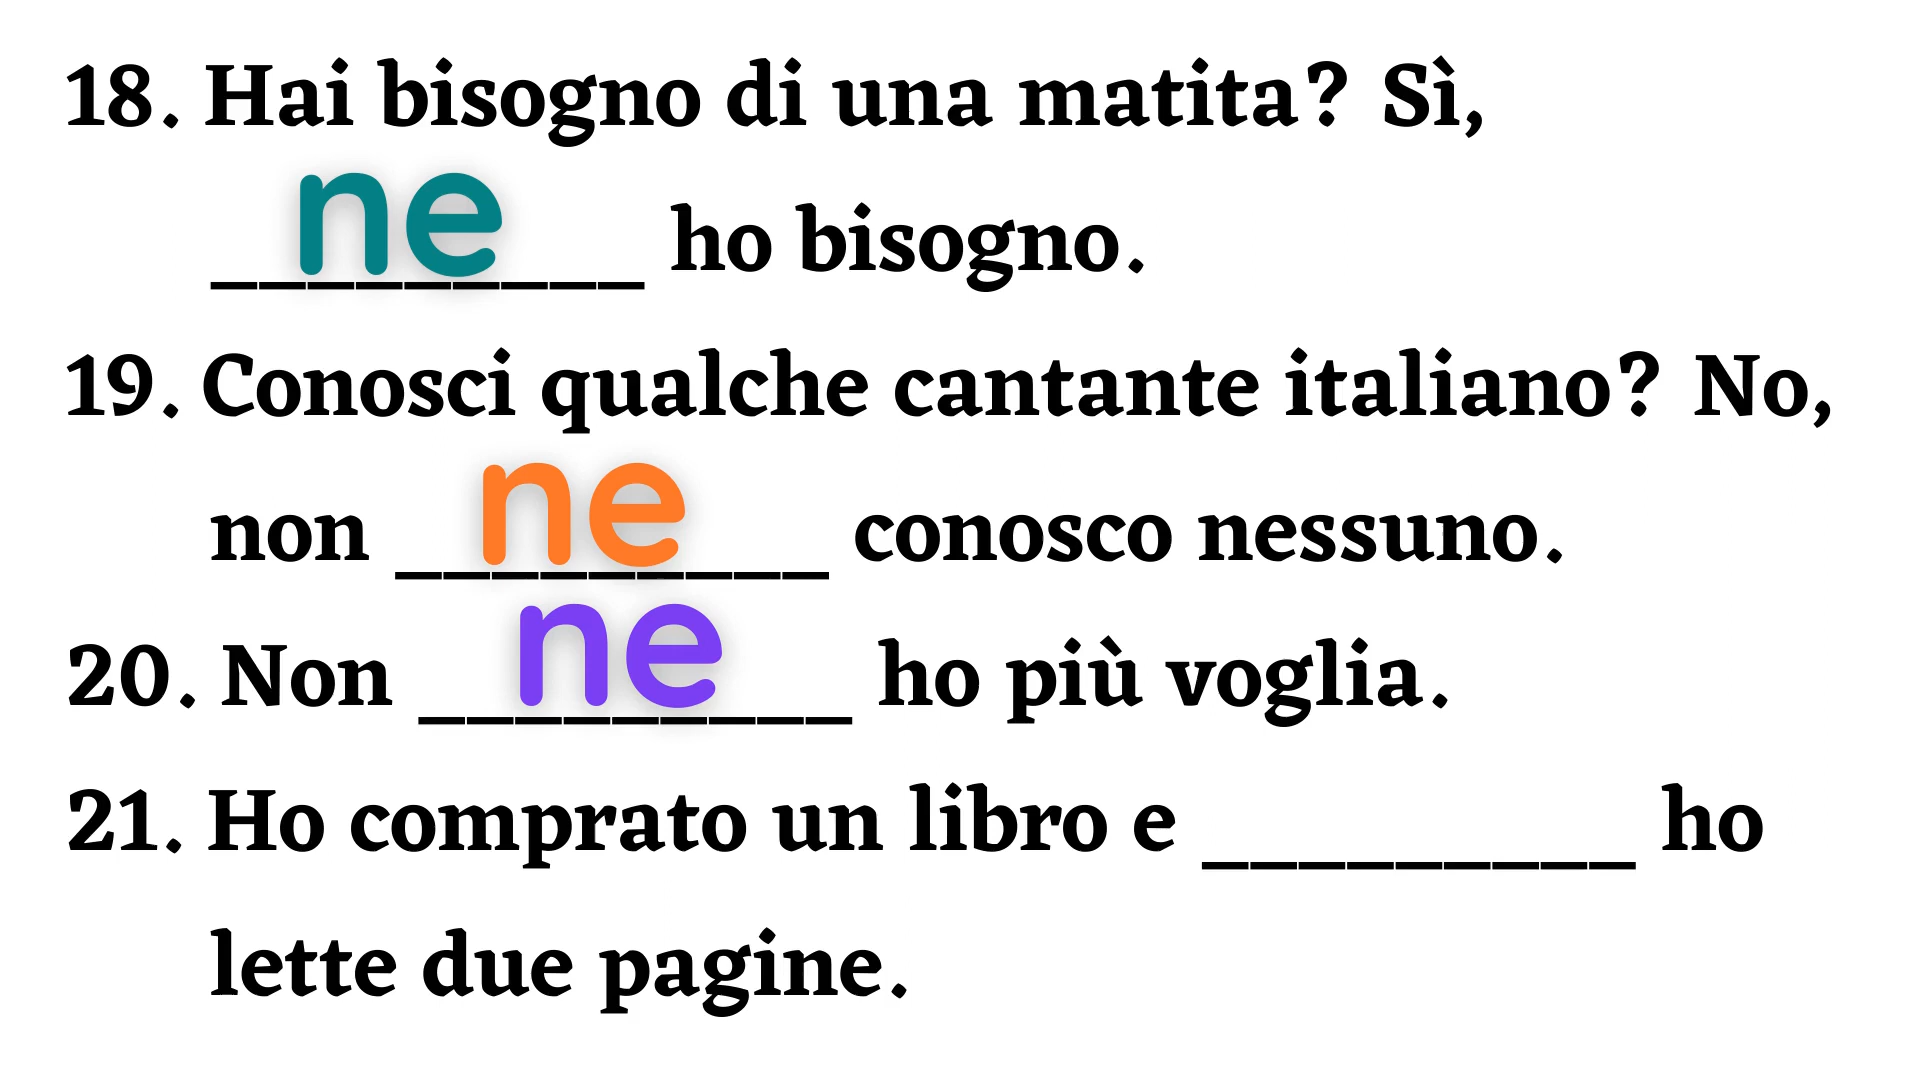 18. Hai bisogno di una matita? Sì,
ne ho bisogno.
19. Conosci qualche cantante italiano? No,
non ne conosco nessuno.
20. Non ne ho più voglia.
21. Ho comprato un libro e _________ ho
lette due pagine.